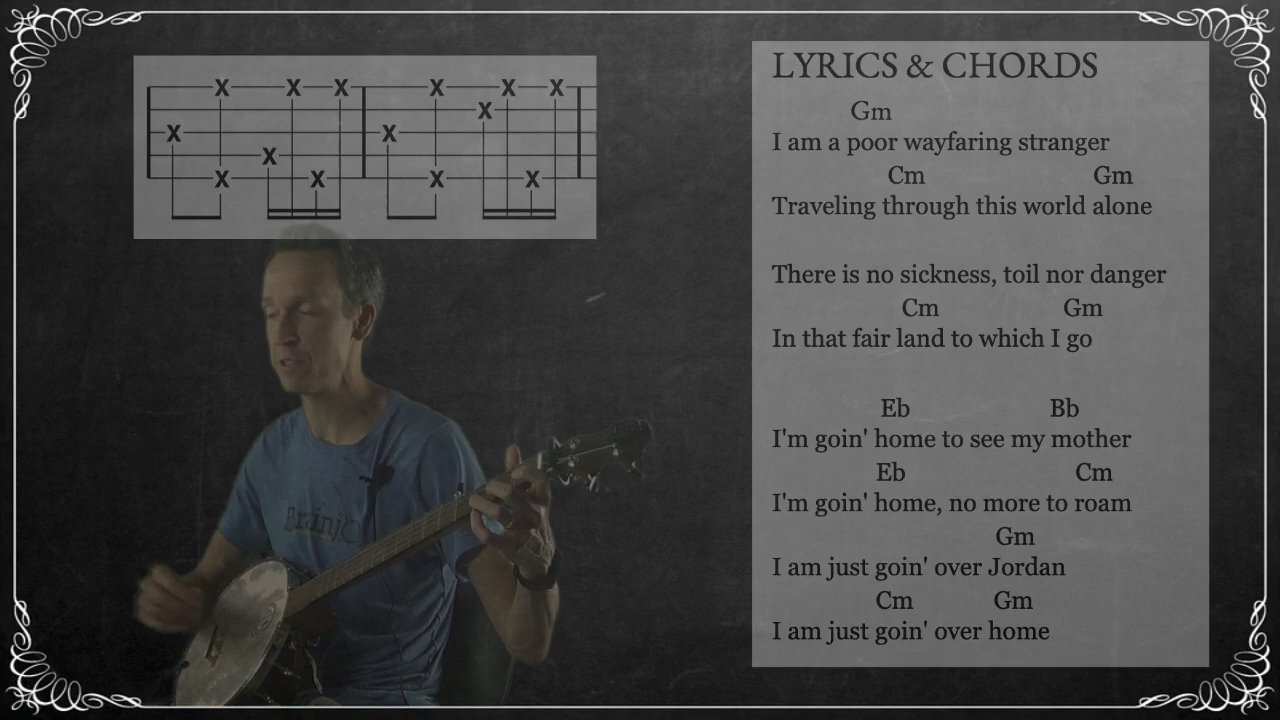 X X X X X X
X
X X
X
X X X X
LYRICS & CHORDS
Gm
I am a poor wayfaring stranger
Cm Gm
Traveling through this world alone
There is no sickness, toil nor danger
Cm Gm
In that fair land to which I go
Eb Bb
I'm goin' home to see my mother
Eb Cm
I'm goin' home, no more to roam
Gm
I am just goin' over Jordan
Cm Gm
I am just goin' over home